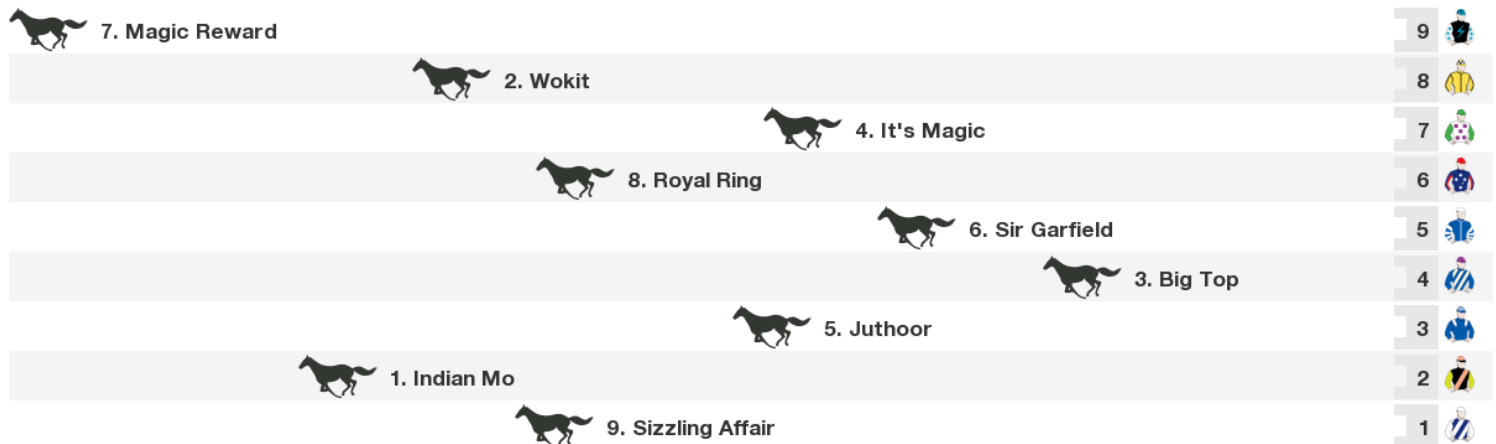 7. Magic Reward 9
2. Wokit 8
4. It's Magic 7
8. Royal Ring 6
6. Sir Garfield 5
3. Big Top 4
5. Juthoor 3
1. Indian Mo 2
9. Sizzling Affair 1